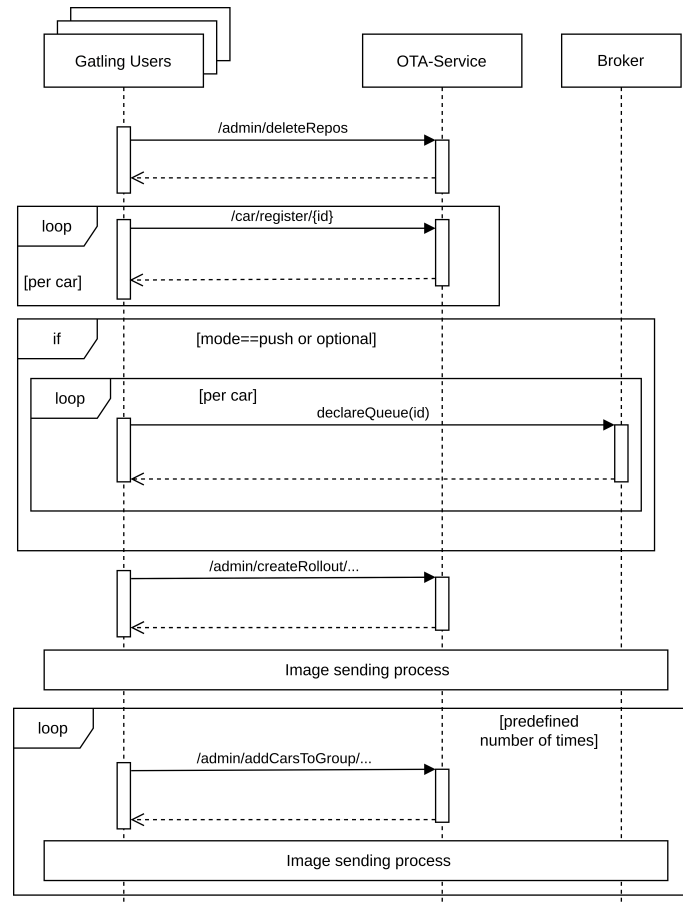 Gatling Users
OTA-Service
Broker
/admin/deleteRepos
loop
/car/register/{id}
[per car]
if
[mode==push or optional]
loop
[per car]
declareQueue(id)
/admin/createRollout/...
Image sending process
loop
[predefined
number of times]
/admin/addCarsToGroup/...
Image sending process